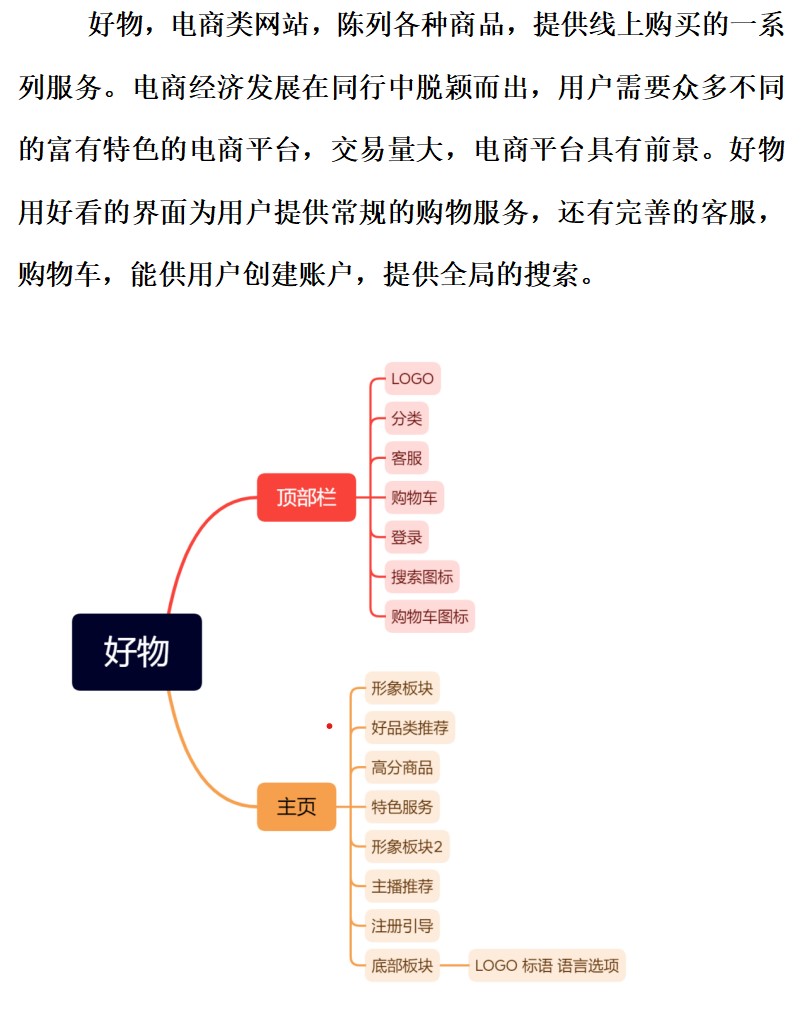 好物，电商类网站，陈列各种商品，提供线上购买的一系
列服务。电商经济发展在同行中脱颖而出，用户需要众多不同
的富有特色的电商平台，交易量大，电商平台具有前景。好物
用好看的界面为用户提供常规的购物服务，还有完善的客服，
购物车，能供用户创建账户，提供全局的搜索。
好物
顶部栏
LOGO
分类
客服
购物车
登录
搜索图标
购物车图标
主页
形象板块
好品类推荐
高分商品
特色服务
形象板块2
主播推荐
注册引导
底部板块
LOGO 标语 语言选项